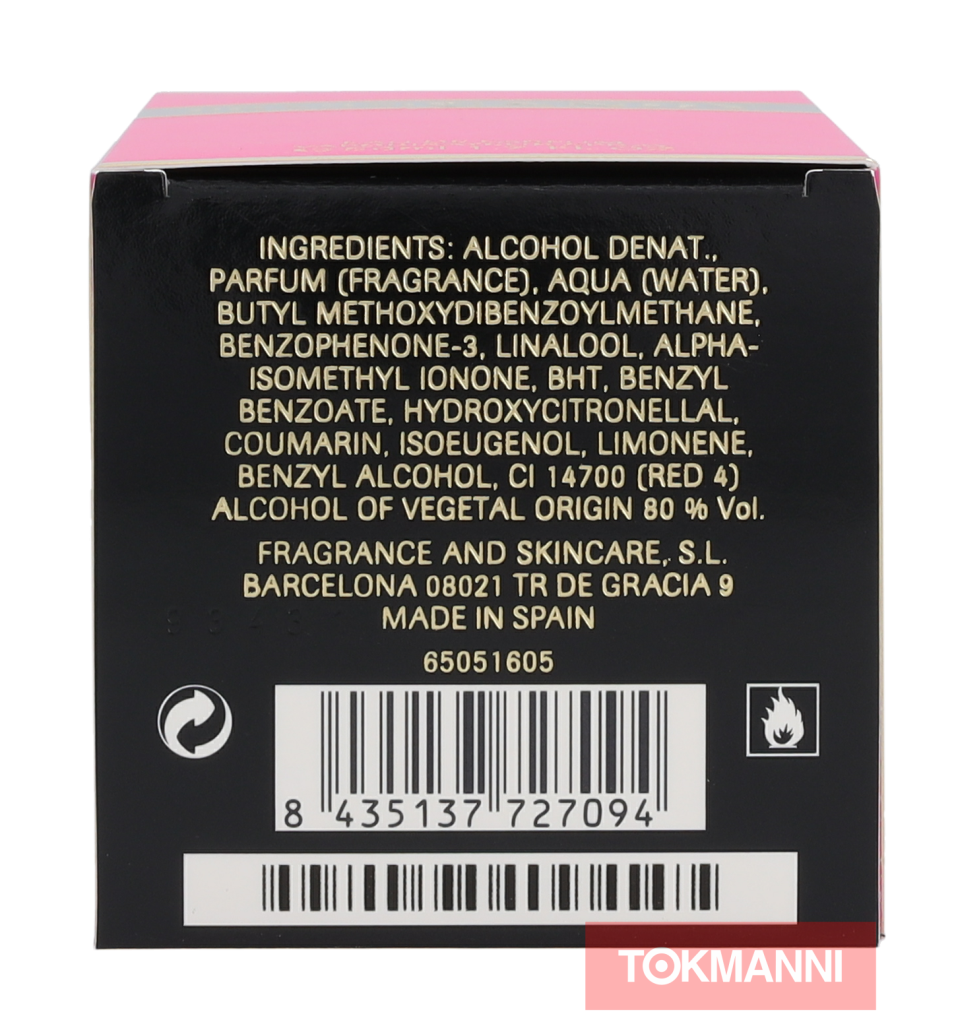 INGREDIENTS: ALCOHOL DENAT.,
PARFUM (FRAGRANCE), AQUA (WATER),
BUTYL METHOXYDIBENZOYLMETHANE,
BENZOPHENONE-3, LINALOOL, ALPHA-
ISOMETHYL IONONE, BHT, BENZYL
BENZOATE, HYDROXYCITRONELLAL,
COUMARIN, ISOEUGENOL, LIMONENE,
BENZYL ALCOHOL, CI 14700 (RED 4)
ALCOHOL OF VEGETAL ORIGIN 80 % Vol.
FRAGRANCE AND SKINCARE, S.L.
BARCELONA 08021 TR DE GRACIA 9
MADE IN SPAIN
65051605
8 435137 727094
TOKMANNI